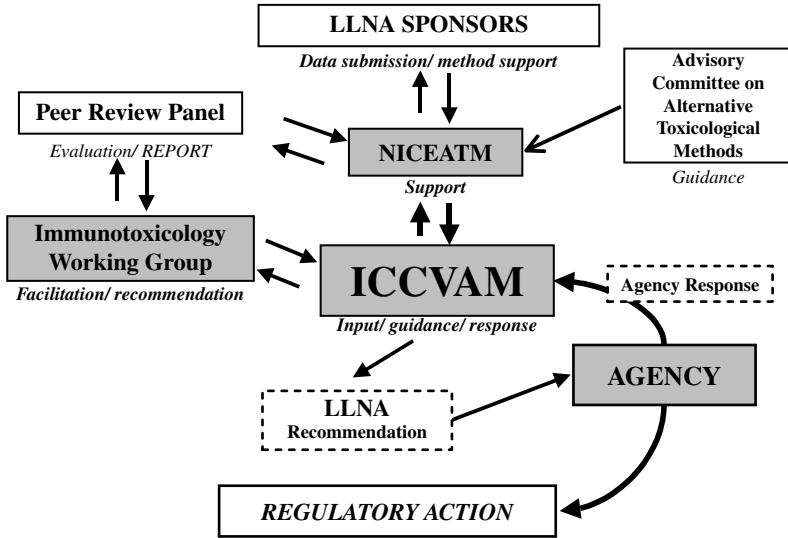 LLNA SPONSORS
Data submission/ method support
Advisory
Committee on
Alternative
Toxicological
Methods
Guidance
Peer Review Panel
Evaluation/ REPORT
NICEATM
Support
Immunotoxicology
Working Group
Facilitation/ recommendation
ICCVAM
Input/ guidance/ response
Agency Response
AGENCY
LLNA
Recommendation
REGULATORY ACTION